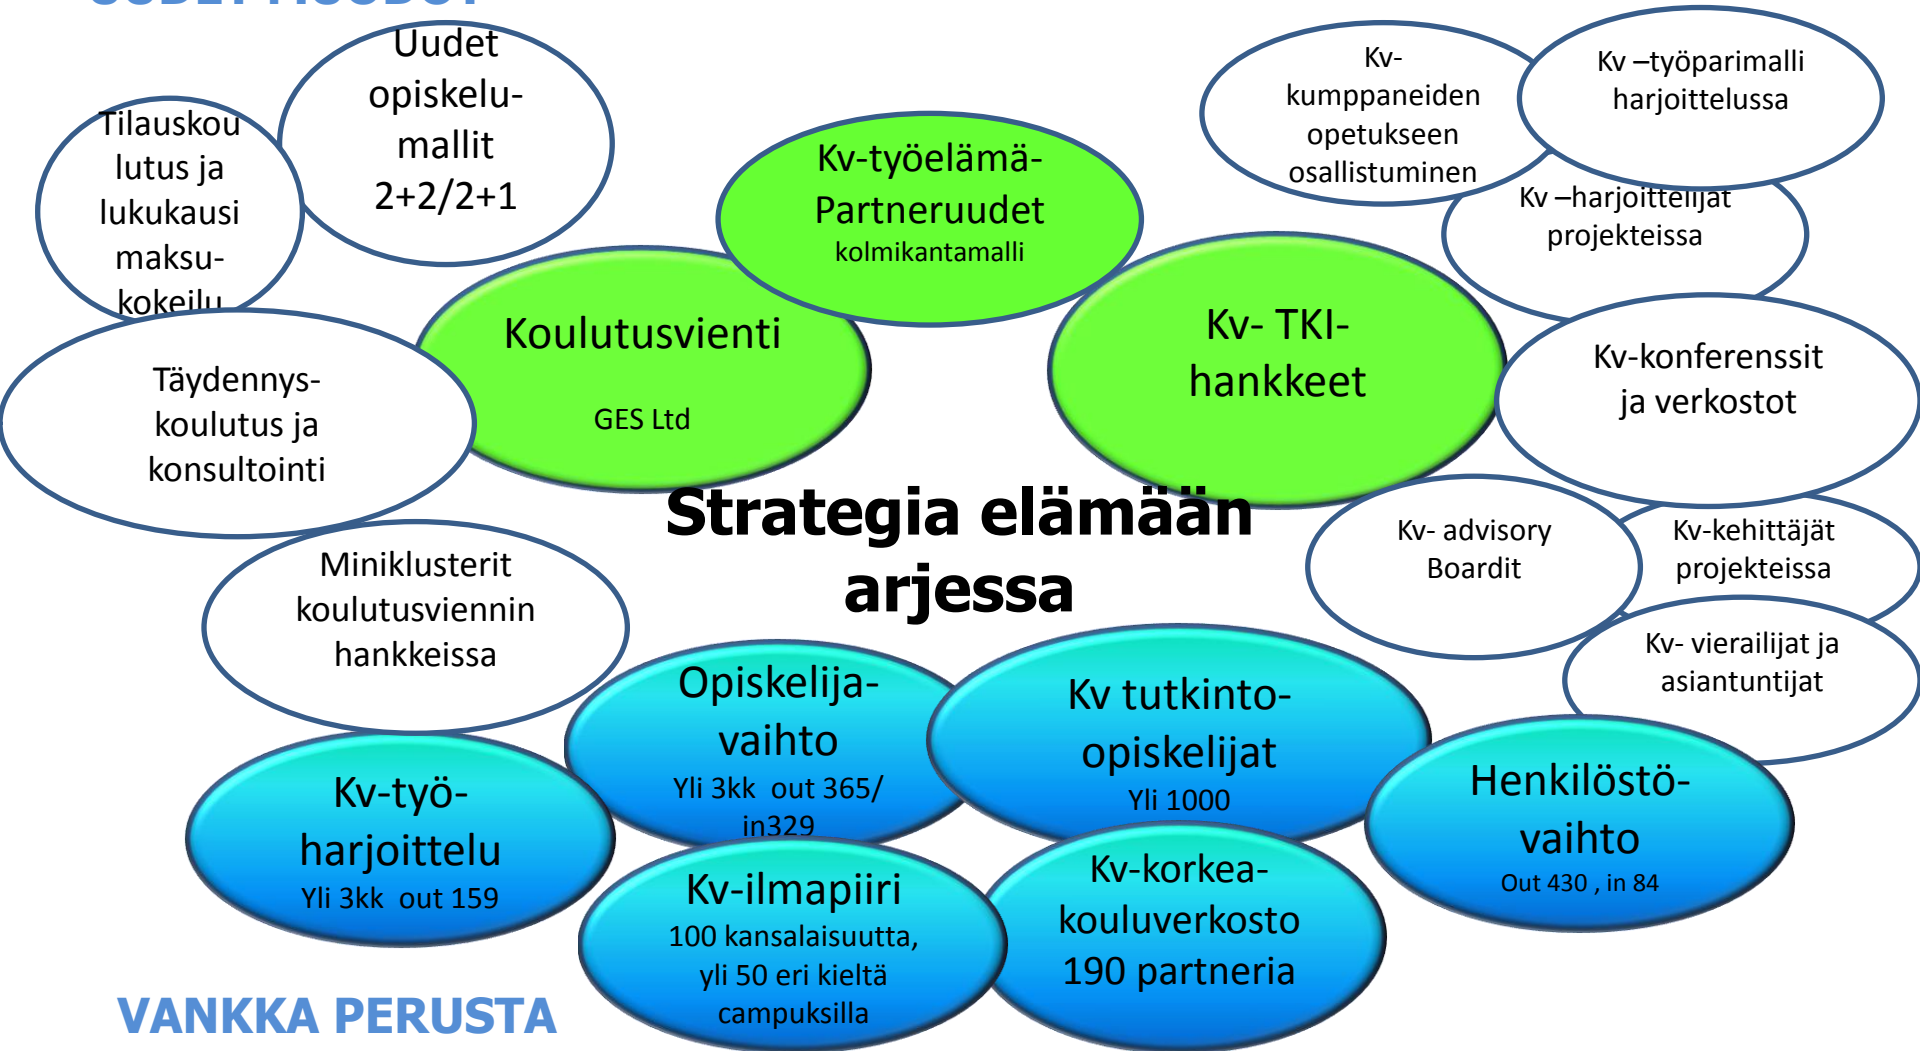 UUDET MUODOT
Uudet
opiskelu-
mallit
2+2/2+1
Tilauskou
lutus ja
lukukausi
maksu-
kokeilu
Täydennys-
koulutus ja
konsultointi
Miniklusterit
koulutusviennin
hankkeissa
Koulutusvienti
GES Ltd
Kv-työelämä-
Partneruudet
kolmikantamalli
Kv- TKI-
hankkeet
Kv-
kumppaneiden
opetukseen
osallistuminen
Kv –työparimalli
harjoittelussa
Kv –harjoittelijat
projekteissa
Kv-konferenssit
ja verkostot
Kv- advisory
Boardit
Kv-kehittäjät
projekteissa
Kv- vierailijat ja
asiantuntijat
Strategia elämään
arjessa
Opiskelija-
vaihto
Yli 3kk out 365/
in329
Kv tutkinto-
opiskelijat
Yli 1000
Henkilöstö-
vaihto
Out 430 , in 84
Kv-työ-
harjoittelu
Yli 3kk out 159
Kv-ilmapiiri
100 kansalaisuutta,
yli 50 eri kieltä
campuksilla
Kv-korkea-
kouluverkosto
190 partneria
VANKKA PERUSTA